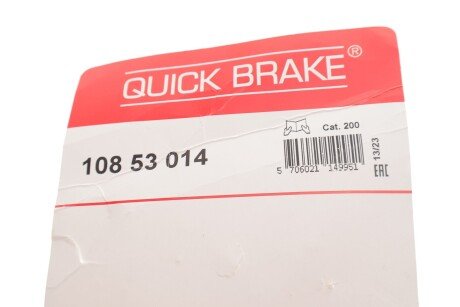 QUICK BRAKE®
Cat. 200
108 53 014
5 706021 149951
13/23
EAC